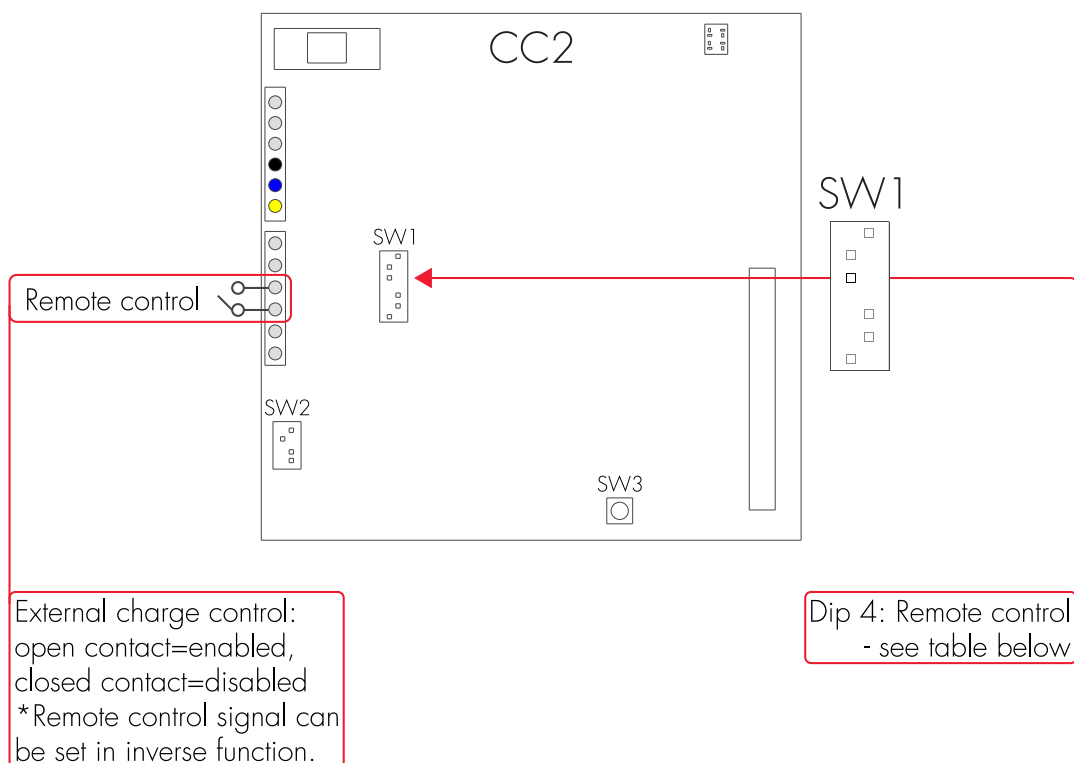 CC2
SW1
SW1
Remote control
SW2
SW3
External charge control:
open contact=enabled,
closed contact=disabled
*Remote control signal can
be set in inverse function.
Dip 4: Remote control
- see table below